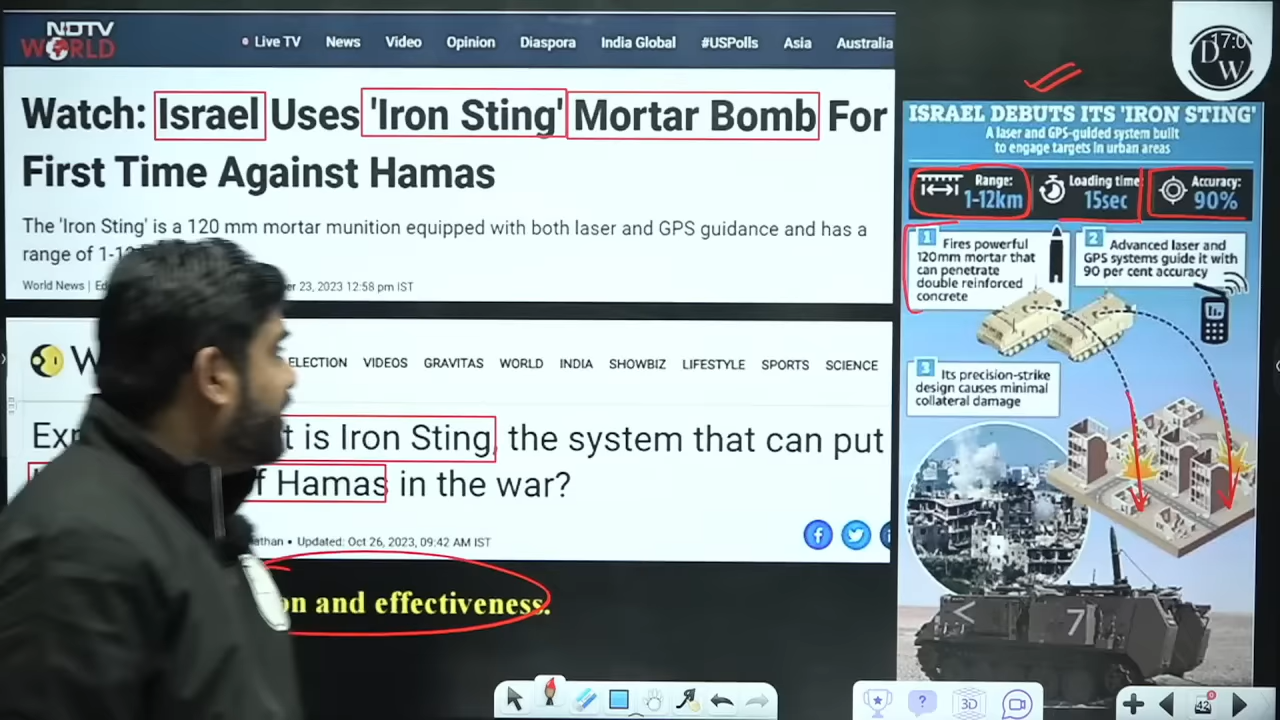 NDTV
WORLD
Live TV News Video Opinion Diaspora India Global #USPolls Asia Australia
Watch: Israel Uses 'Iron Sting' Mortar Bomb For
First Time Against Hamas
The 'Iron Sting' is a 120 mm mortar munition equipped with both laser and GPS guidance and has a
range of 1-1
World News | Ed er 23, 2023 12:58 pm IST
W ELECTION VIDEOS GRAVITAS WORLD INDIA SHOWBIZ LIFESTYLE SPORTS SCIENCE
Ex t is Iron Sting, the system that can put
f Hamas in the war?
athan • Updated: Oct 26, 2023, 09:42 AM IST
on and effectiveness.
17:0
DW
ISRAEL DEBUTS ITS 'IRON STING'
A laser and GPS-guided system built
to engage targets in urban areas
Range:
1-12km
Loading time
15sec
Accuracy:
90%
1 Fires powerful
120mm mortar that
can penetrate
double reinforced
concrete
2 Advanced laser and
GPS systems guide it with
90 per cent accuracy
3 Its precision-strike
design causes minimal
collateral damage
7
? 3D
42